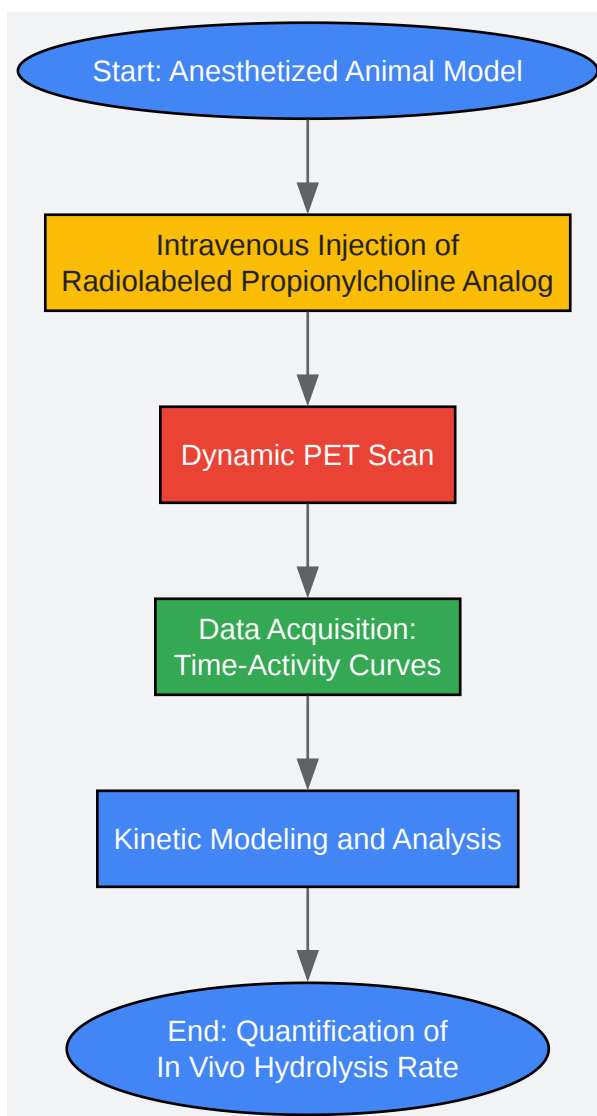 Start: Anesthetized Animal Model
Intravenous Injection of
Radiolabeled Propionylcholine Analog
Dynamic PET Scan
Data Acquisition:
Time-Activity Curves
Kinetic Modeling and Analysis
End: Quantification of
In Vivo Hydrolysis Rate